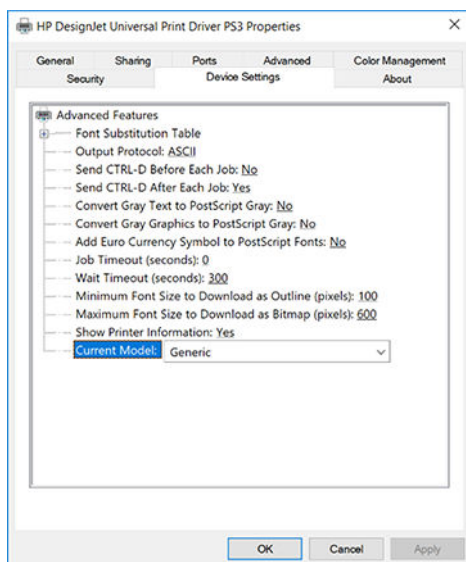 HP DesignJet Universal Print Driver PS3 Properties
General Sharing Ports Advanced Color Management
Security Device Settings About
Advanced Features
Font Substitution Table
Output Protocol: ASCII
Send CTRL-D Before Each Job: No
Send CTRL-D After Each Job: Yes
Convert Gray Text to PostScript Gray: No
Convert Gray Graphics to PostScript Gray: No
Add Euro Currency Symbol to PostScript Fonts: No
Job Timeout (seconds): 0
Wait Timeout (seconds): 300
Minimum Font Size to Download as Outline (pixels): 100
Maximum Font Size to Download as Bitmap (pixels): 600
Show Printer Information: Yes
Current Model: Generic
OK Cancel Apply